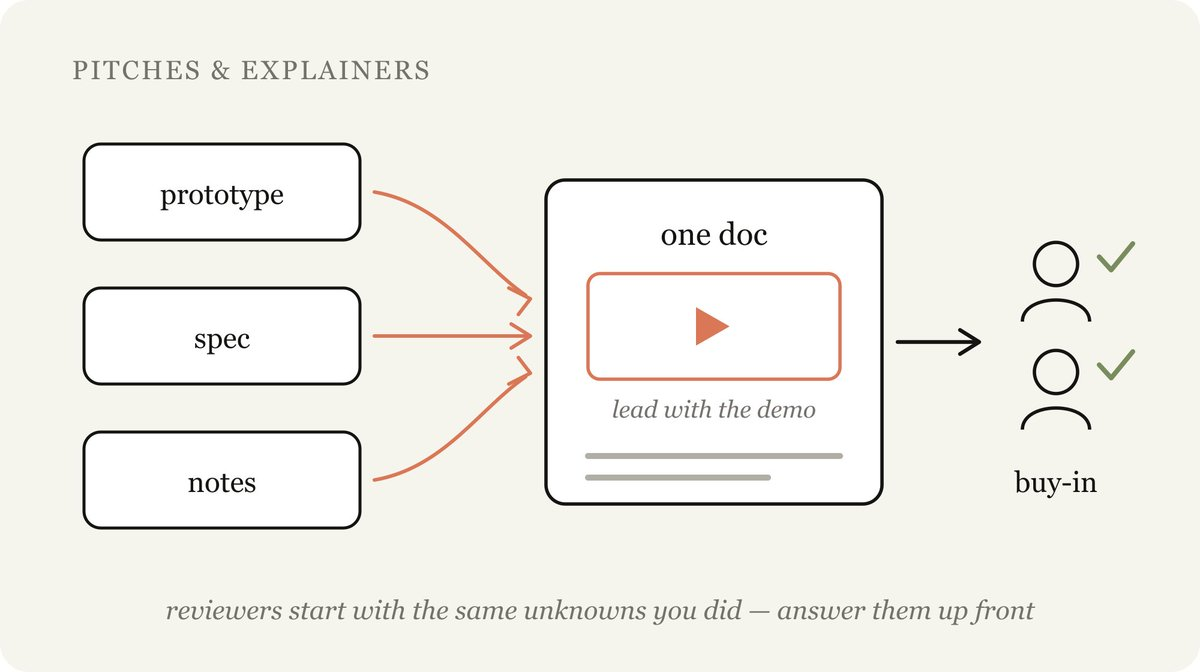 PITCHES & EXPLAINERS
prototype
spec
notes
one doc
lead with the demo
buy-in
reviewers start with the same unknowns you did — answer them up front